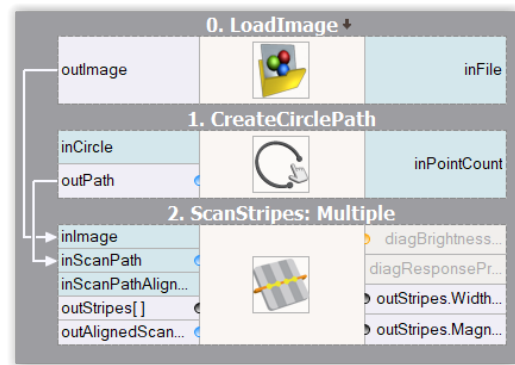 0. LoadImage
outImage
inFile
1. CreateCirclePath
inCircle
inPointCount
outPath
2. ScanStripes: Multiple
inImage
diagBrightness...
inScanPath
diagResponsePr...
inScanPathAlign...
outStripes.Width...
outStripes[ ]
outStripes.Magn...
outAlignedScan...